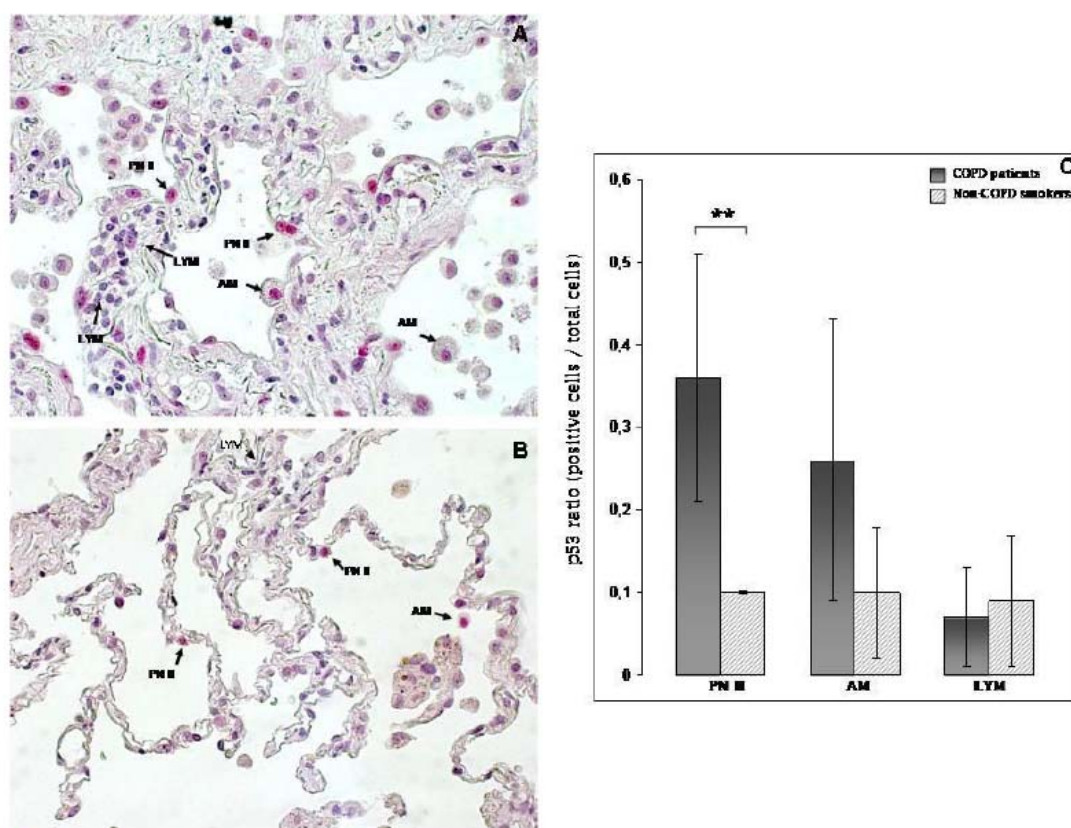 A
PN II
PN II
LYM
AM
AM
LYM
B
LYM
PN II
AM
PN II
C
COPD patients
Non-COPD smokers
**
p53 ratio (positive cells / total cells)
0,6
0,5
0,4
0,3
0,2
0,1
0
PN II
AM
LYM